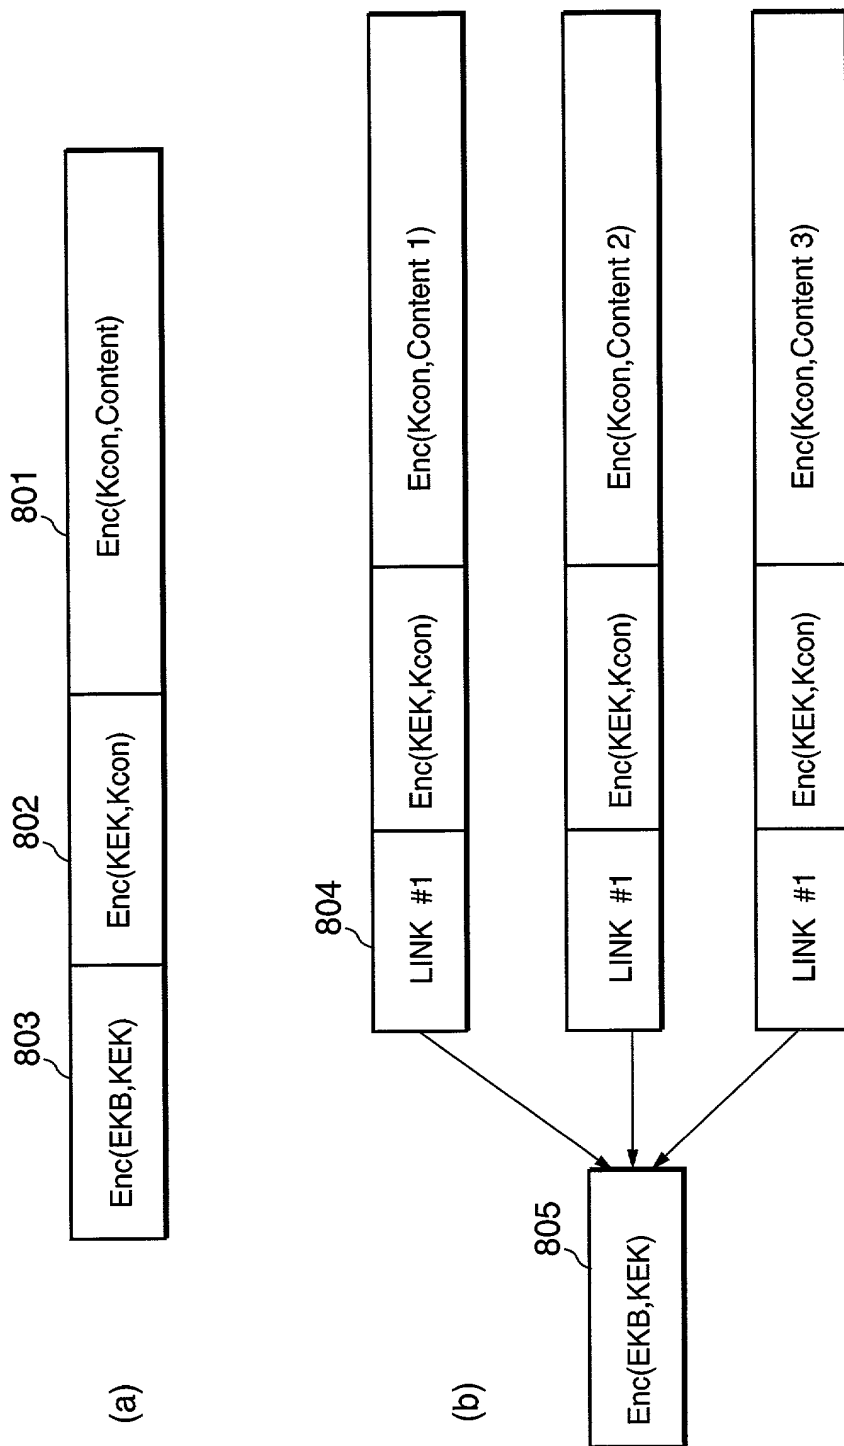 803
802
801
Enc(EKB,KEK)
Enc(KEK,Kcon)
Enc(Kcon,Content)
(a)
804
LINK #1
Enc(KEK,Kcon)
Enc(Kcon,Content 1)
805
Enc(EKB,KEK)
LINK #1
Enc(KEK,Kcon)
Enc(Kcon,Content 2)
LINK #1
Enc(KEK,Kcon)
Enc(Kcon,Content 3)
(b)